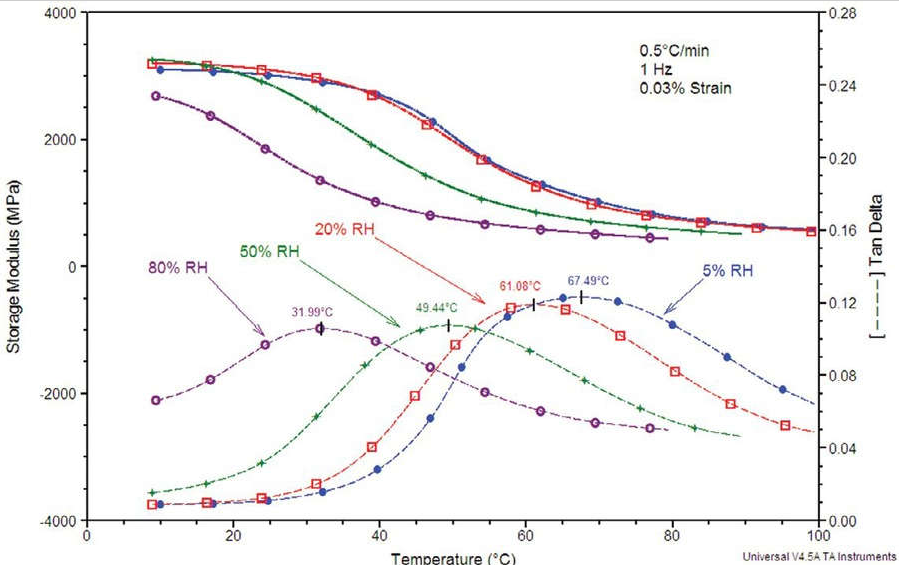 4000
2000
0
-2000
-4000
Storage Modulus (MPa)
0.28
0.24
0.20
0.16
0.12
0.08
0.04
0.00
[ – – – – ] Tan Delta
0.5°C/min
1 Hz
0.03% Strain
20% RH
50% RH
80% RH
5% RH
31.99°C
49.44°C
61.08°C
67.49°C
0
20
40
60
80
100
Temperature (°C)
Universal V4.5A TA Instruments